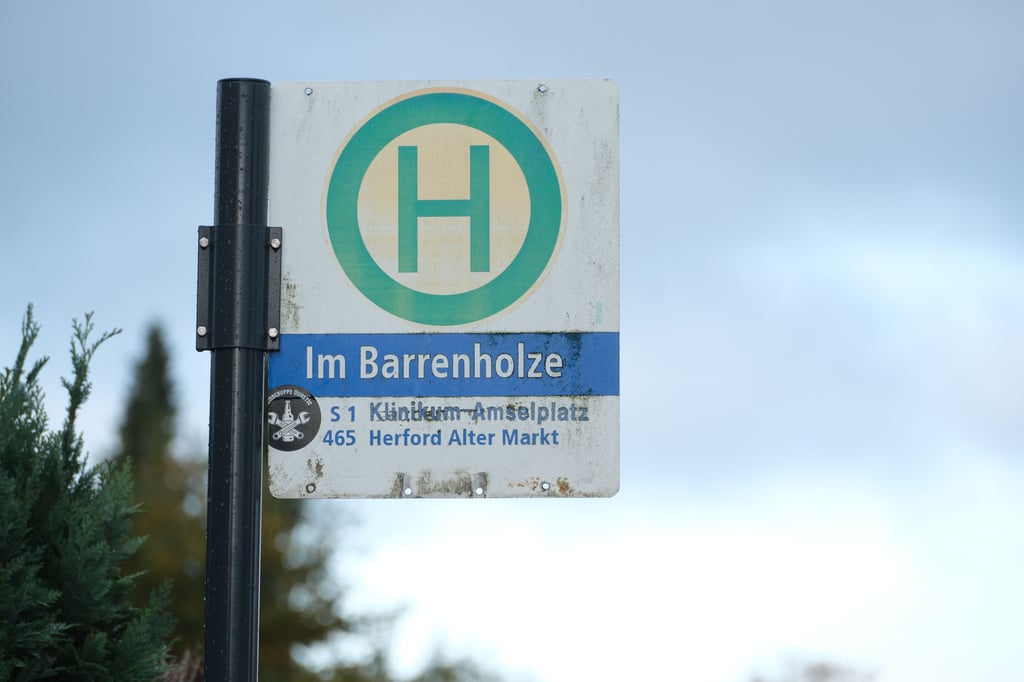 H
Im Barrenholze
S 1 Klinikum-Amselplatz
465 Herford Alter Markt